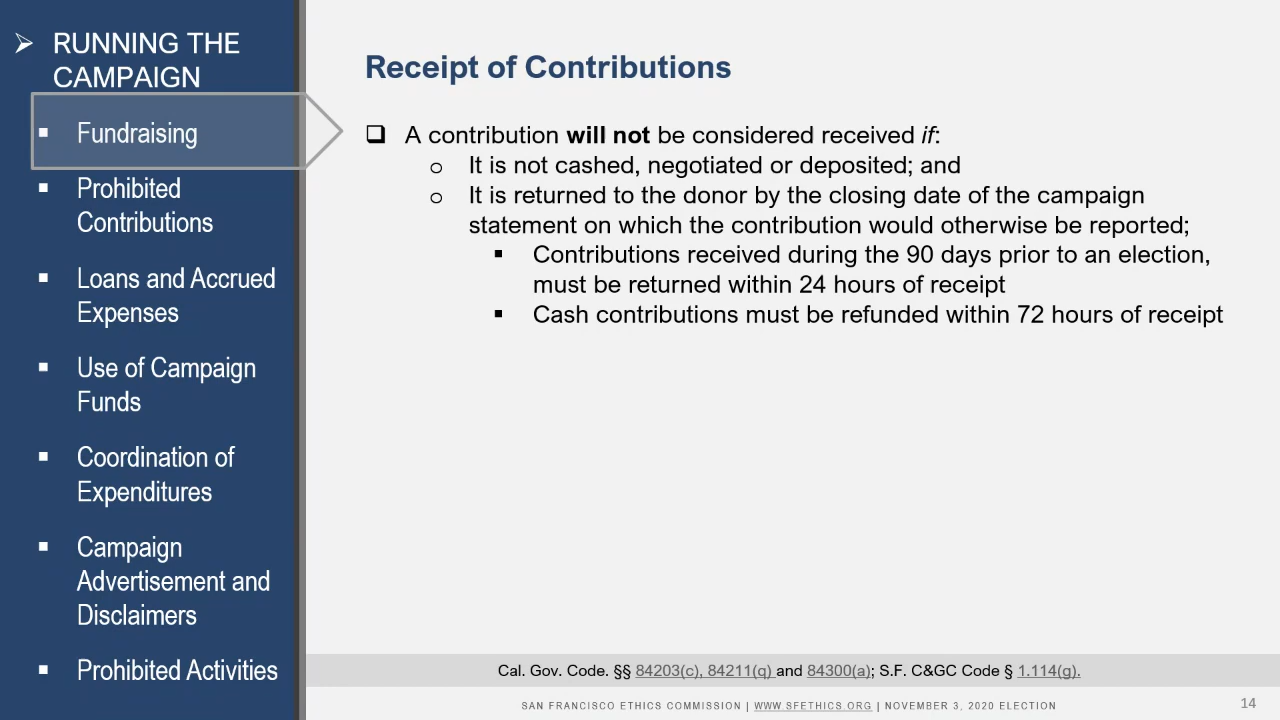 RUNNING THE
CAMPAIGN
Fundraising
Prohibited
Contributions
Loans and Accrued
Expenses
Use of Campaign
Funds
Coordination of
Expenditures
Campaign
Advertisement and
Disclaimers
Prohibited Activities
Receipt of Contributions
A contribution will not be considered received if:
It is not cashed, negotiated or deposited; and
It is returned to the donor by the closing date of the campaign
statement on which the contribution would otherwise be reported;
Contributions received during the 90 days prior to an election,
must be returned within 24 hours of receipt
Cash contributions must be refunded within 72 hours of receipt
Cal. Gov. Code. §§ 84203(c), 84211(q) and 84300(a); S.F. C&GC Code § 1.114(g).
SAN FRANCISCO ETHICS COMMISSION | WWW.SFETHICS.ORG | NOVEMBER 3, 2020 ELECTION
14